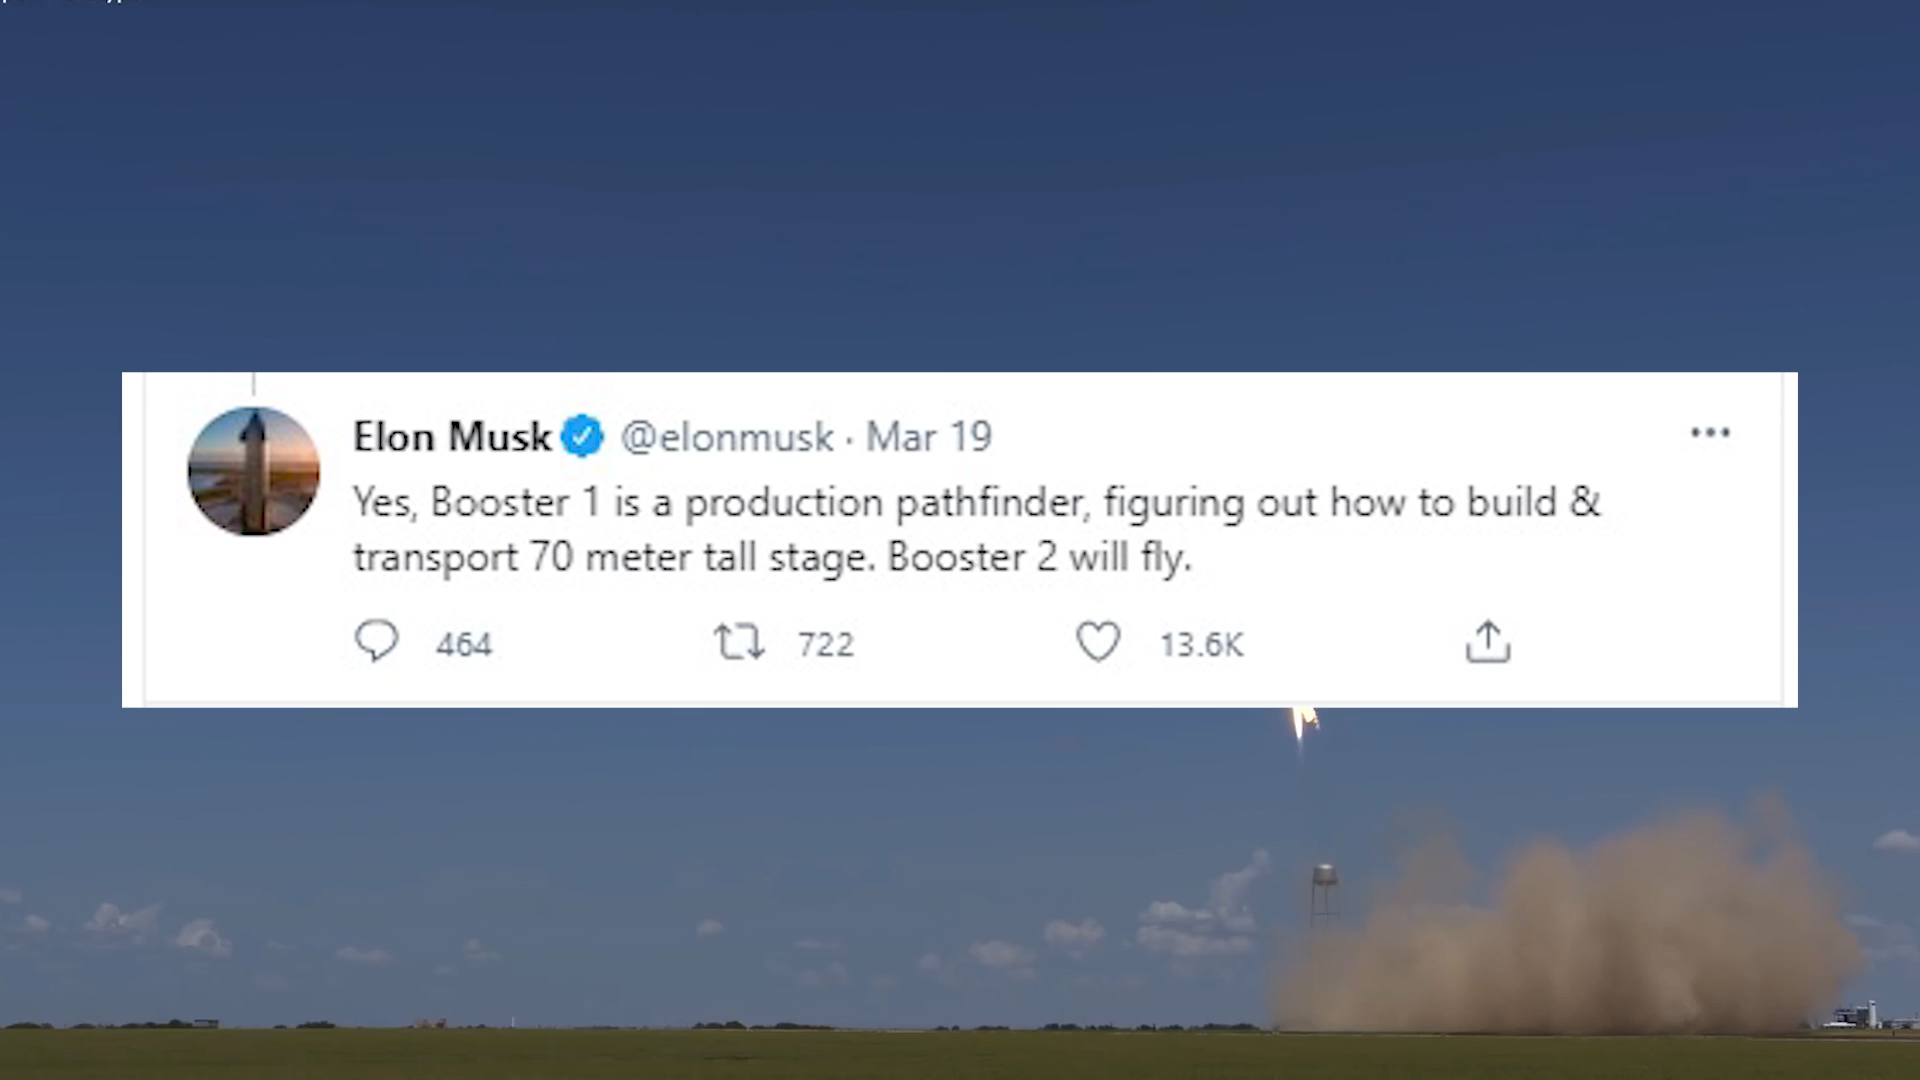 Elon Musk @elonmusk · Mar 19
Yes, Booster 1 is a production pathfinder, figuring out how to build &
transport 70 meter tall stage. Booster 2 will fly.
464 722 13.6K